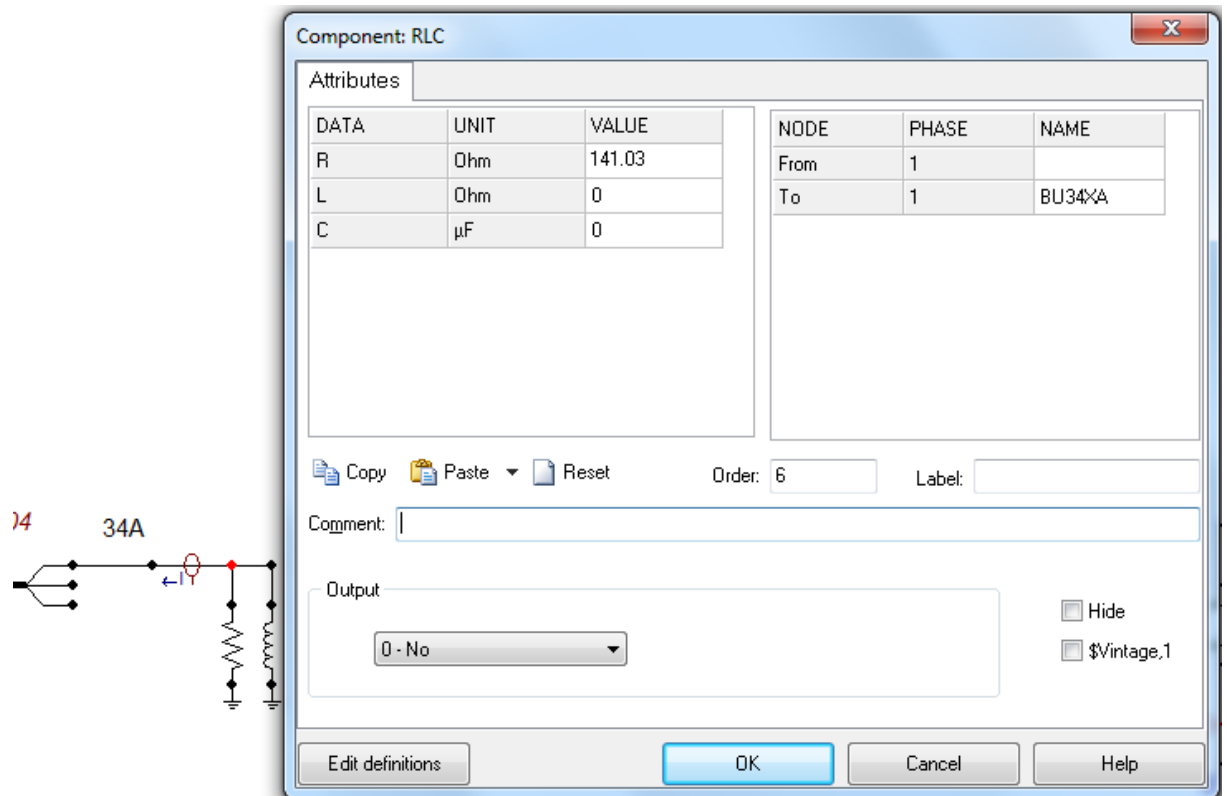 Component: RLC
X
Attributes
DATA UNIT VALUE
R Ohm 141.03
L Ohm 0
C µF 0
NODE PHASE NAME
From 1
To 1 BU34XA
Copy Paste Reset Order: 6 Label:
Comment:
Output
0 - No
Hide
$Vintage,1
Edit definitions OK Cancel Help
34A
I